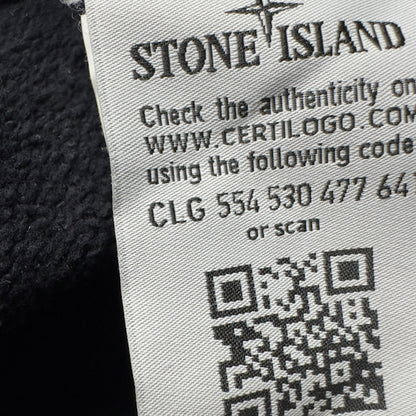 STONE ISLAND
Check the authenticity on
WWW.CERTILOGO.COM
using the following code
CLG 554 530 477 641
or scan